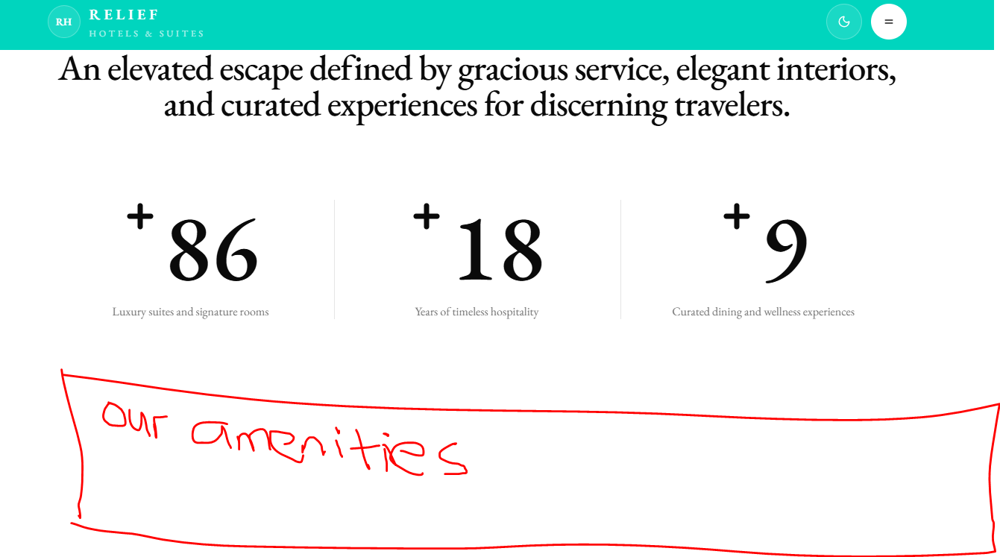 RH
RELIEF
HOTELS & SUITES
An elevated escape defined by gracious service, elegant interiors,
and curated experiences for discerning travelers.
+86
+18
+9
Luxury suites and signature rooms
Years of timeless hospitality
Curated dining and wellness experiences
our amenities